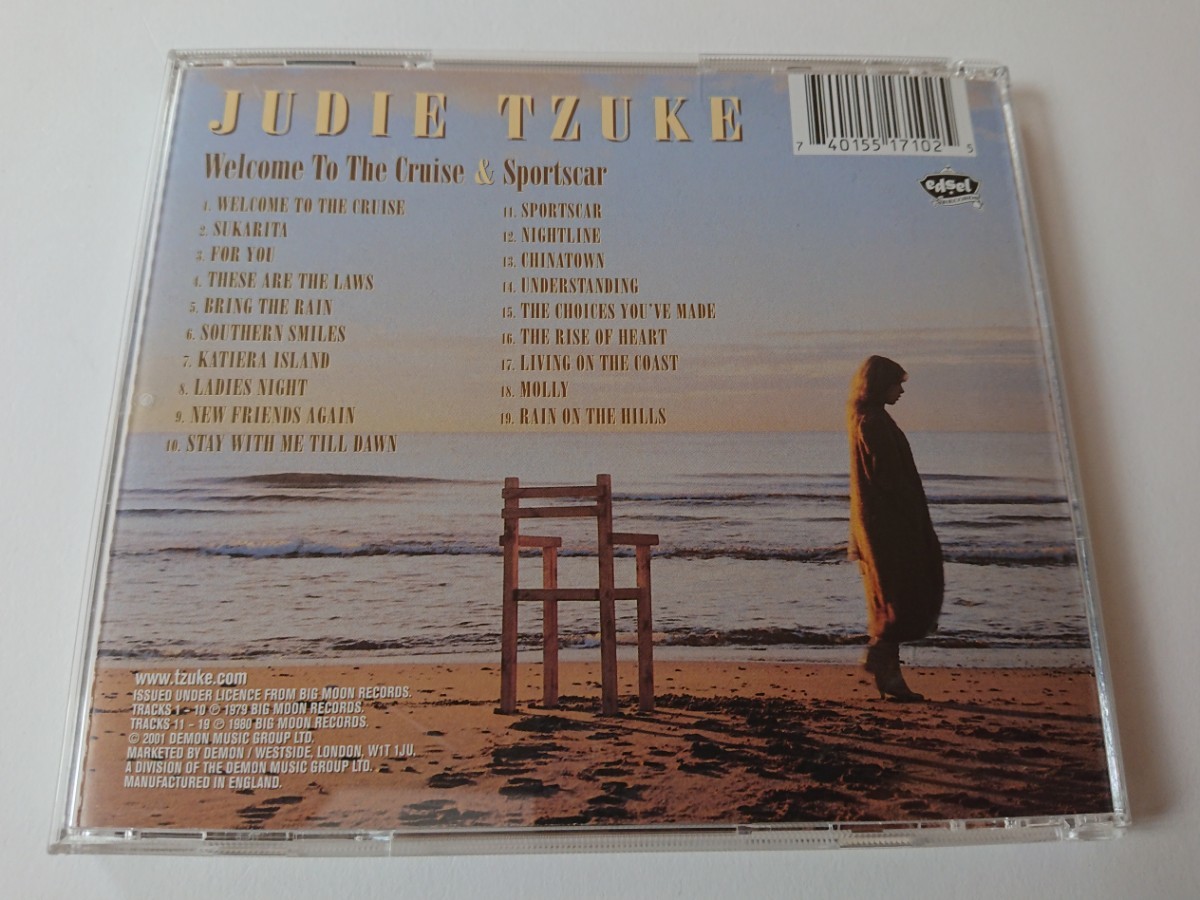 JUDIE TZUKE
Welcome To The Cruise & Sportscar
1. WELCOME TO THE CRUISE
2. SUKARITA
3. FOR YOU
4. THESE ARE THE LAWS
5. BRING THE RAIN
6. SOUTHERN SMILES
7. KATIERA ISLAND
8. LADIES NIGHT
9. NEW FRIENDS AGAIN
10. STAY WITH ME TILL DAWN
11. SPORTSCAR
12. NIGHTLINE
13. CHINATOWN
14. UNDERSTANDING
15. THE CHOICES YOU'VE MADE
16. THE RISE OF HEART
17. LIVING ON THE COAST
18. MOLLY
19. RAIN ON THE HILLS
7 40155 17102 5
edsel
www.tzuke.com
ISSUED UNDER LICENCE FROM BIG MOON RECORDS.
TRACKS 1 – 10 ℗ 1979 BIG MOON RECORDS.
TRACKS 11 - 19 ℗ 1980 BIG MOON RECORDS.
© 2001 DEMON MUSIC GROUP LTD.
MARKETED BY DEMON / WESTSIDE, LONDON, W1T 1JU,
A DIVISION OF THE DEMON MUSIC GROUP LTD.
MANUFACTURED IN ENGLAND.